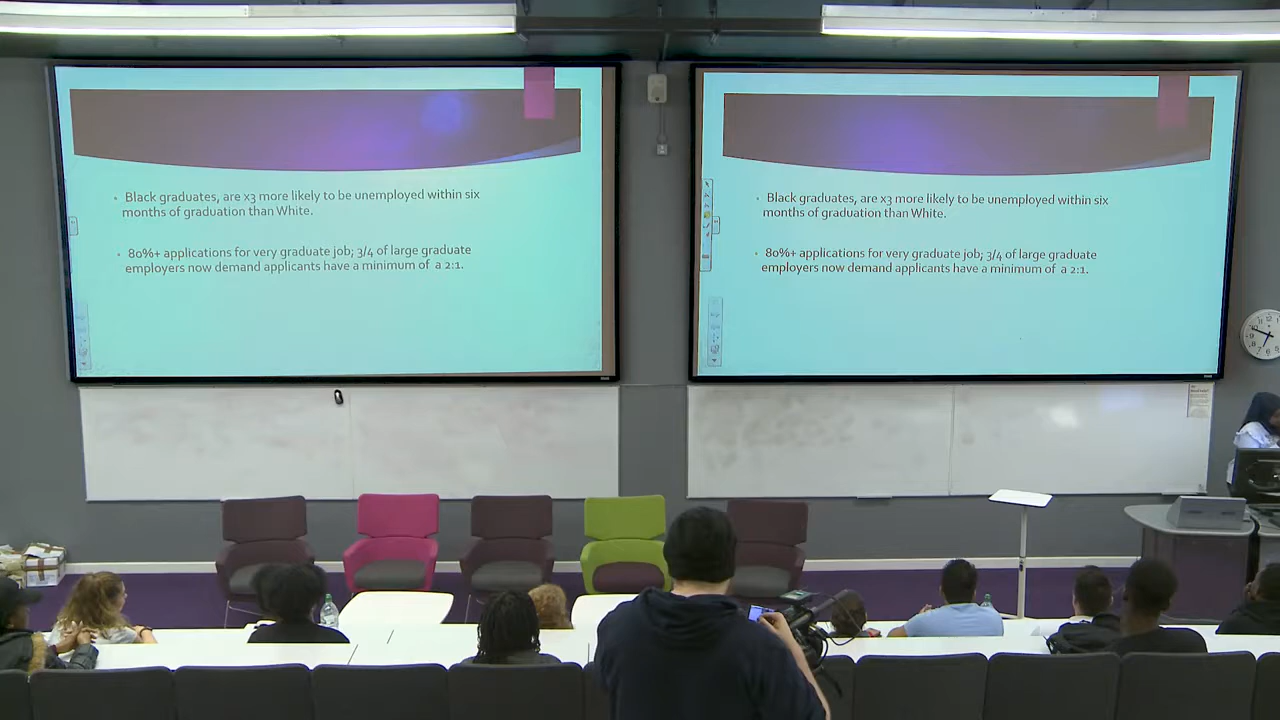 Black graduates, are x3 more likely to be unemployed within six
months of graduation than White.
80%+ applications for very graduate job; 3/4 of large graduate
employers now demand applicants have a minimum of a 2:1.
Black graduates, are x3 more likely to be unemployed within six
months of graduation than White.
80%+ applications for very graduate job; 3/4 of large graduate
employers now demand applicants have a minimum of a 2:1.